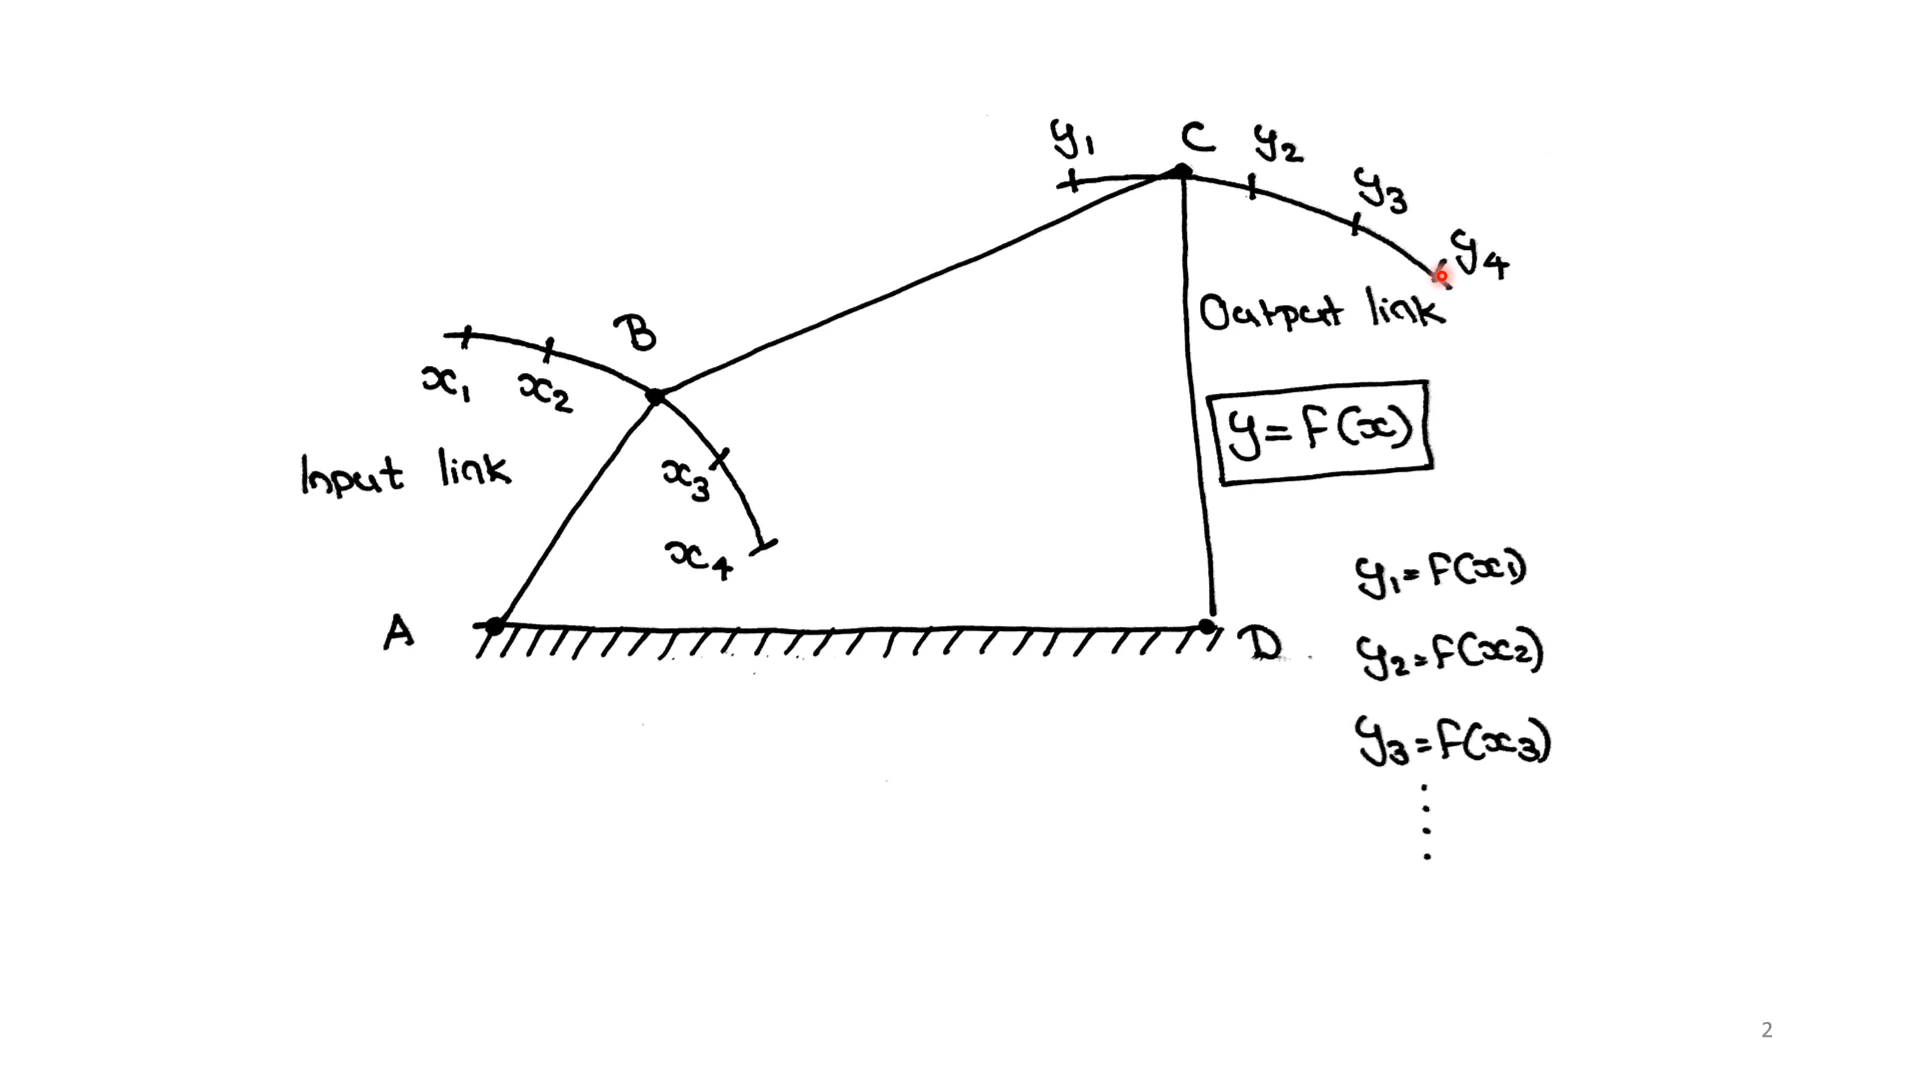 y₁ C y₂
y₃
y₄
Output link
B
x₁ x₂
Input link
x₃
x₄
y = F(x)
A D
y₁ = F(x₁)
y₂ = F(x₂)
y₃ = F(x₃)
2